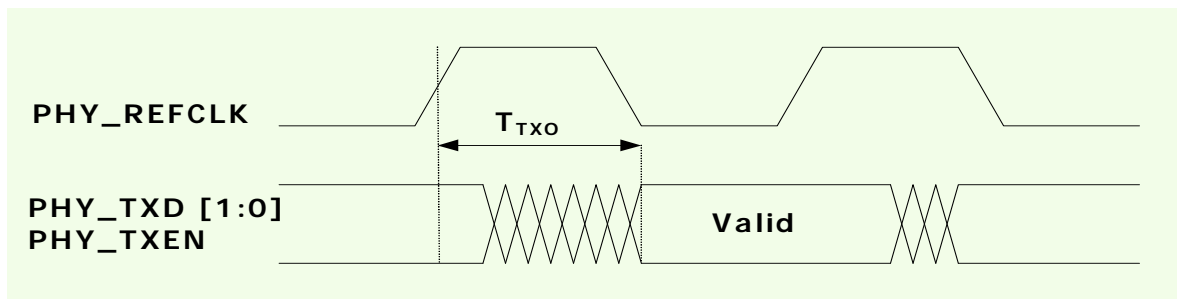 PHY_REFCLK
TTXO
PHY_TXD [1:0]
PHY_TXEN
Valid